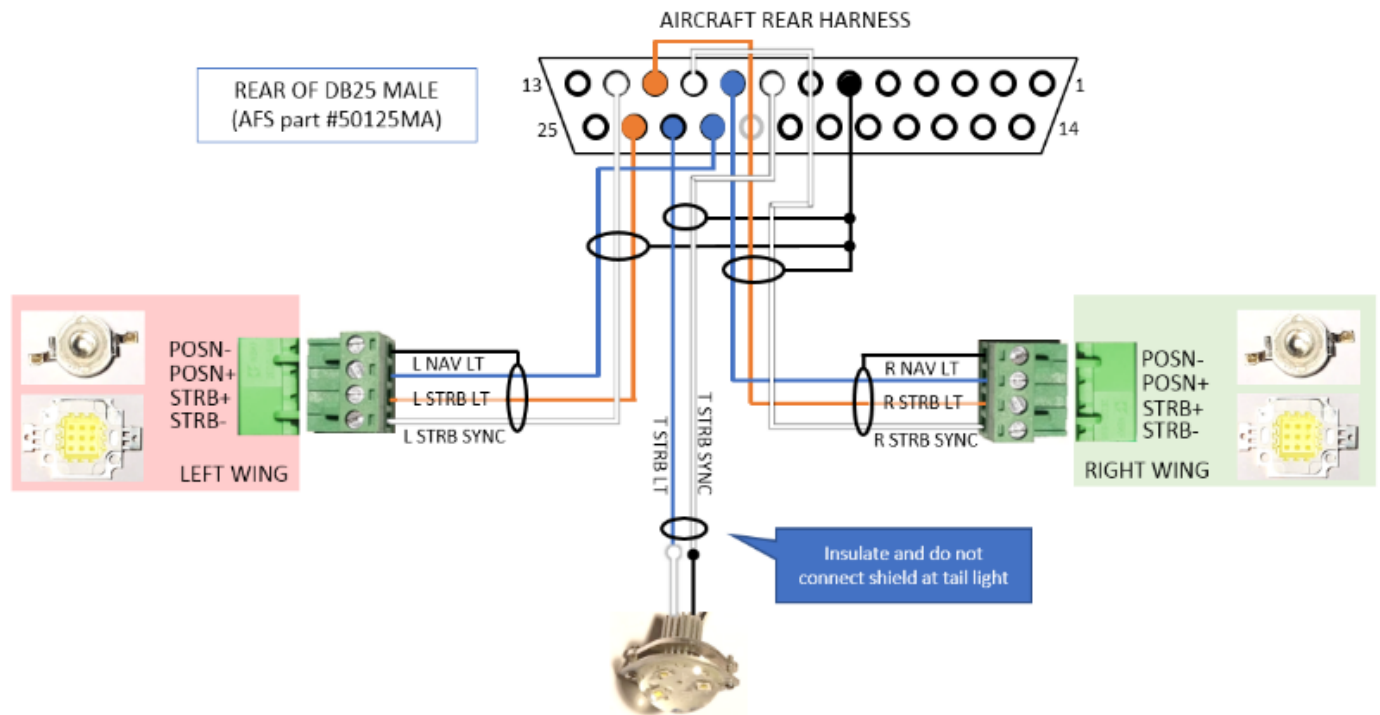 AIRCRAFT REAR HARNESS
REAR OF DB25 MALE
(AFS part #50125MA)
13
1
25
14
POSN-
POSN+
STRB+
STRB-
LEFT WING
L NAV LT
L STRB LT
L STRB SYNC
T STRB LT
T STRB SYNC
R NAV LT
R STRB LT
R STRB SYNC
POSN-
POSN+
STRB+
STRB-
RIGHT WING
Insulate and do not
connect shield at tail light